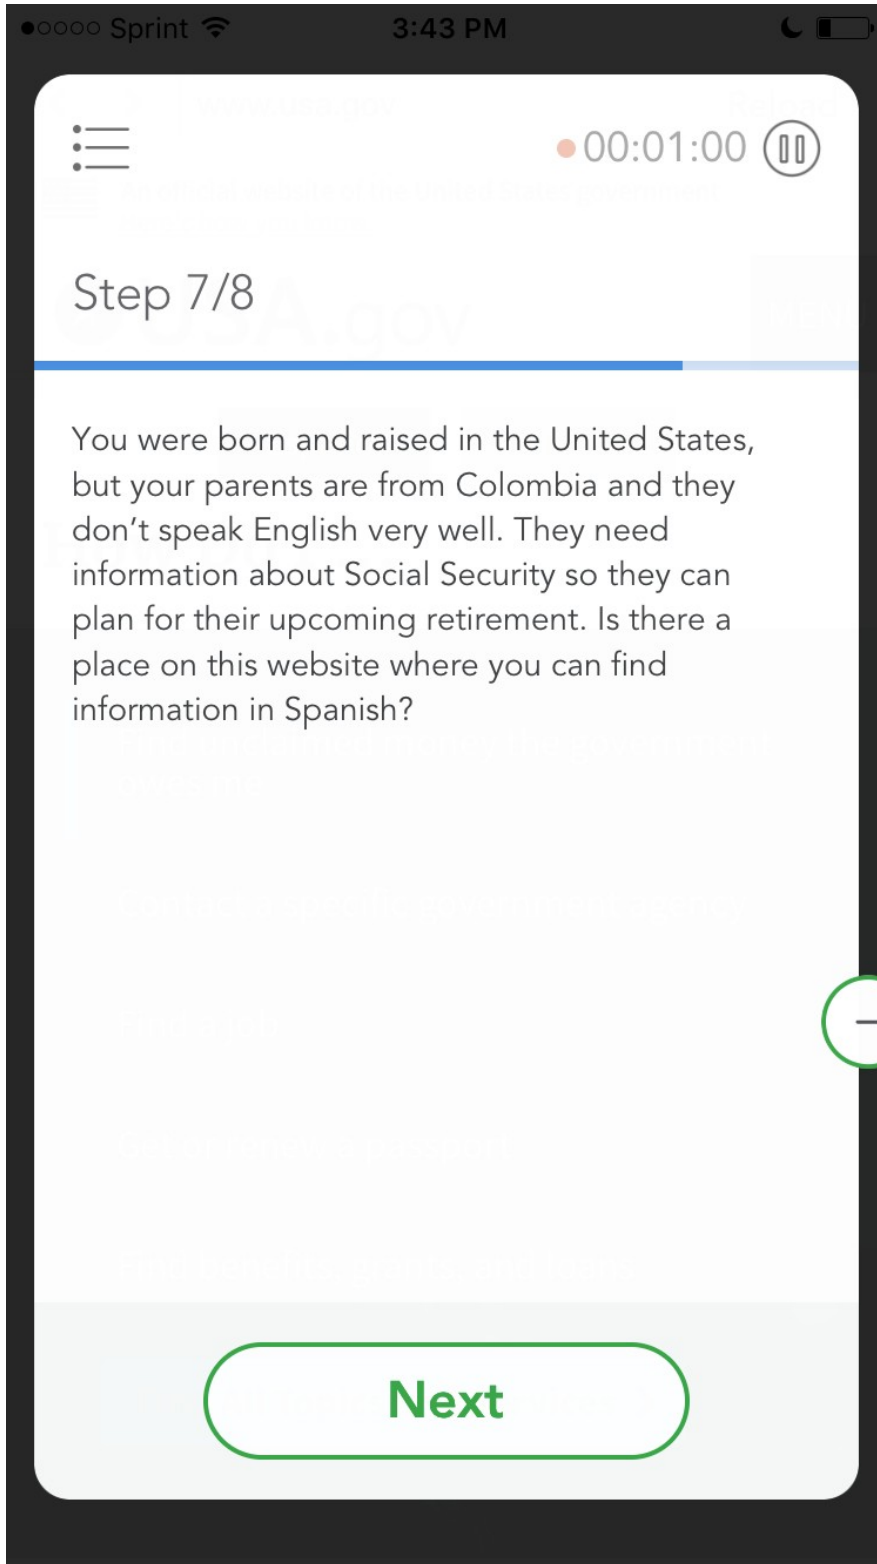 Sprint 3:43 PM
00:01:00
Step 7/8
You were born and raised in the United States,
but your parents are from Colombia and they
don't speak English very well. They need
information about Social Security so they can
plan for their upcoming retirement. Is there a
place on this website where you can find
information in Spanish?
Next